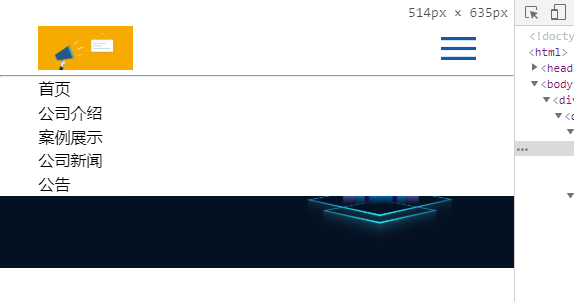 514px × 635px
<!docty
<html>
<head
<body
<div
<d
首页
公司介绍
案例展示
公司新闻
公告